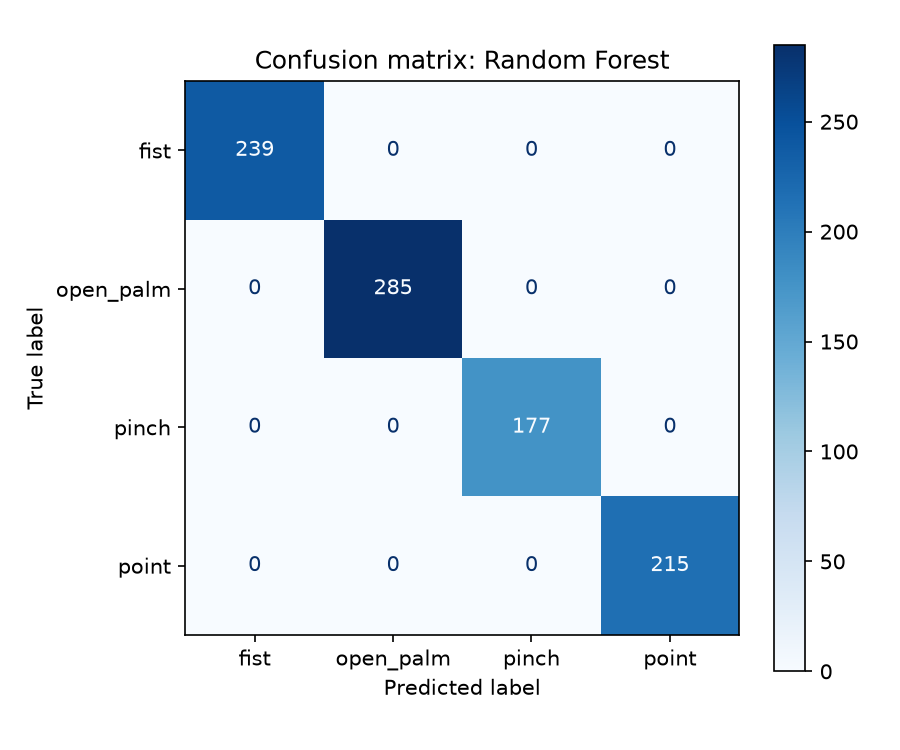 Confusion matrix: Random Forest
fist 239 0 0 0
open_palm 0 285 0 0
pinch 0 0 177 0
point 0 0 0 215
fist open_palm pinch point
Predicted label
True label
250
200
150
100
50
0